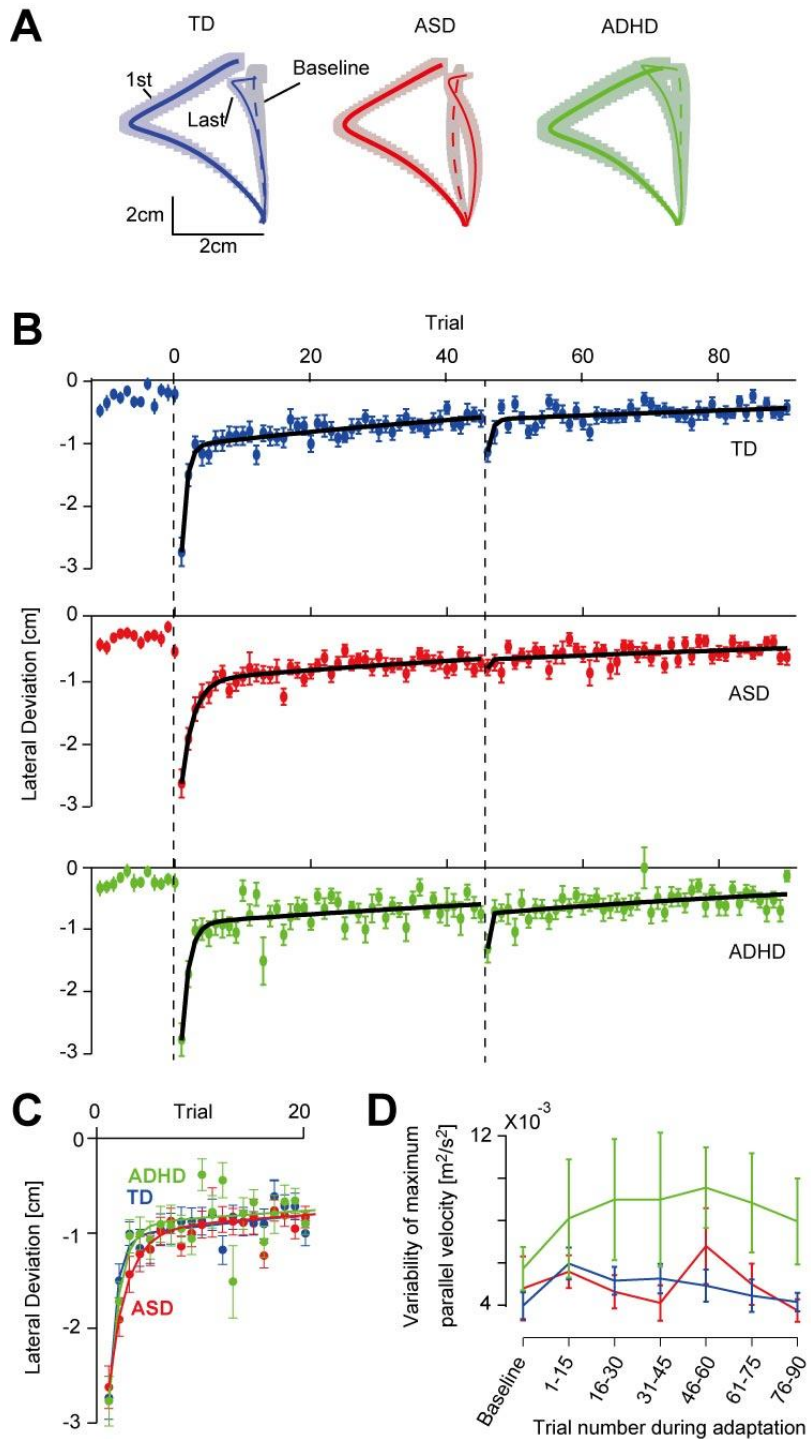 A
TD
ASD
ADHD
1st
Baseline
Last
2cm
2cm
B
Trial
0 20 40 60 80
0
-1
-2
-3
TD
0
-1
-2
-3
ASD
Lateral Deviation [cm]
0
-1
-2
-3
ADHD
C
0 Trial 20
0
-1
-2
-3
Lateral Deviation [cm]
ADHD
TD
ASD
D
X10-3
12
4
Variability of maximum
parallel velocity [m2/s2]
Baseline
1-15
16-30
31-45
46-60
61-75
76-90
Trial number during adaptation